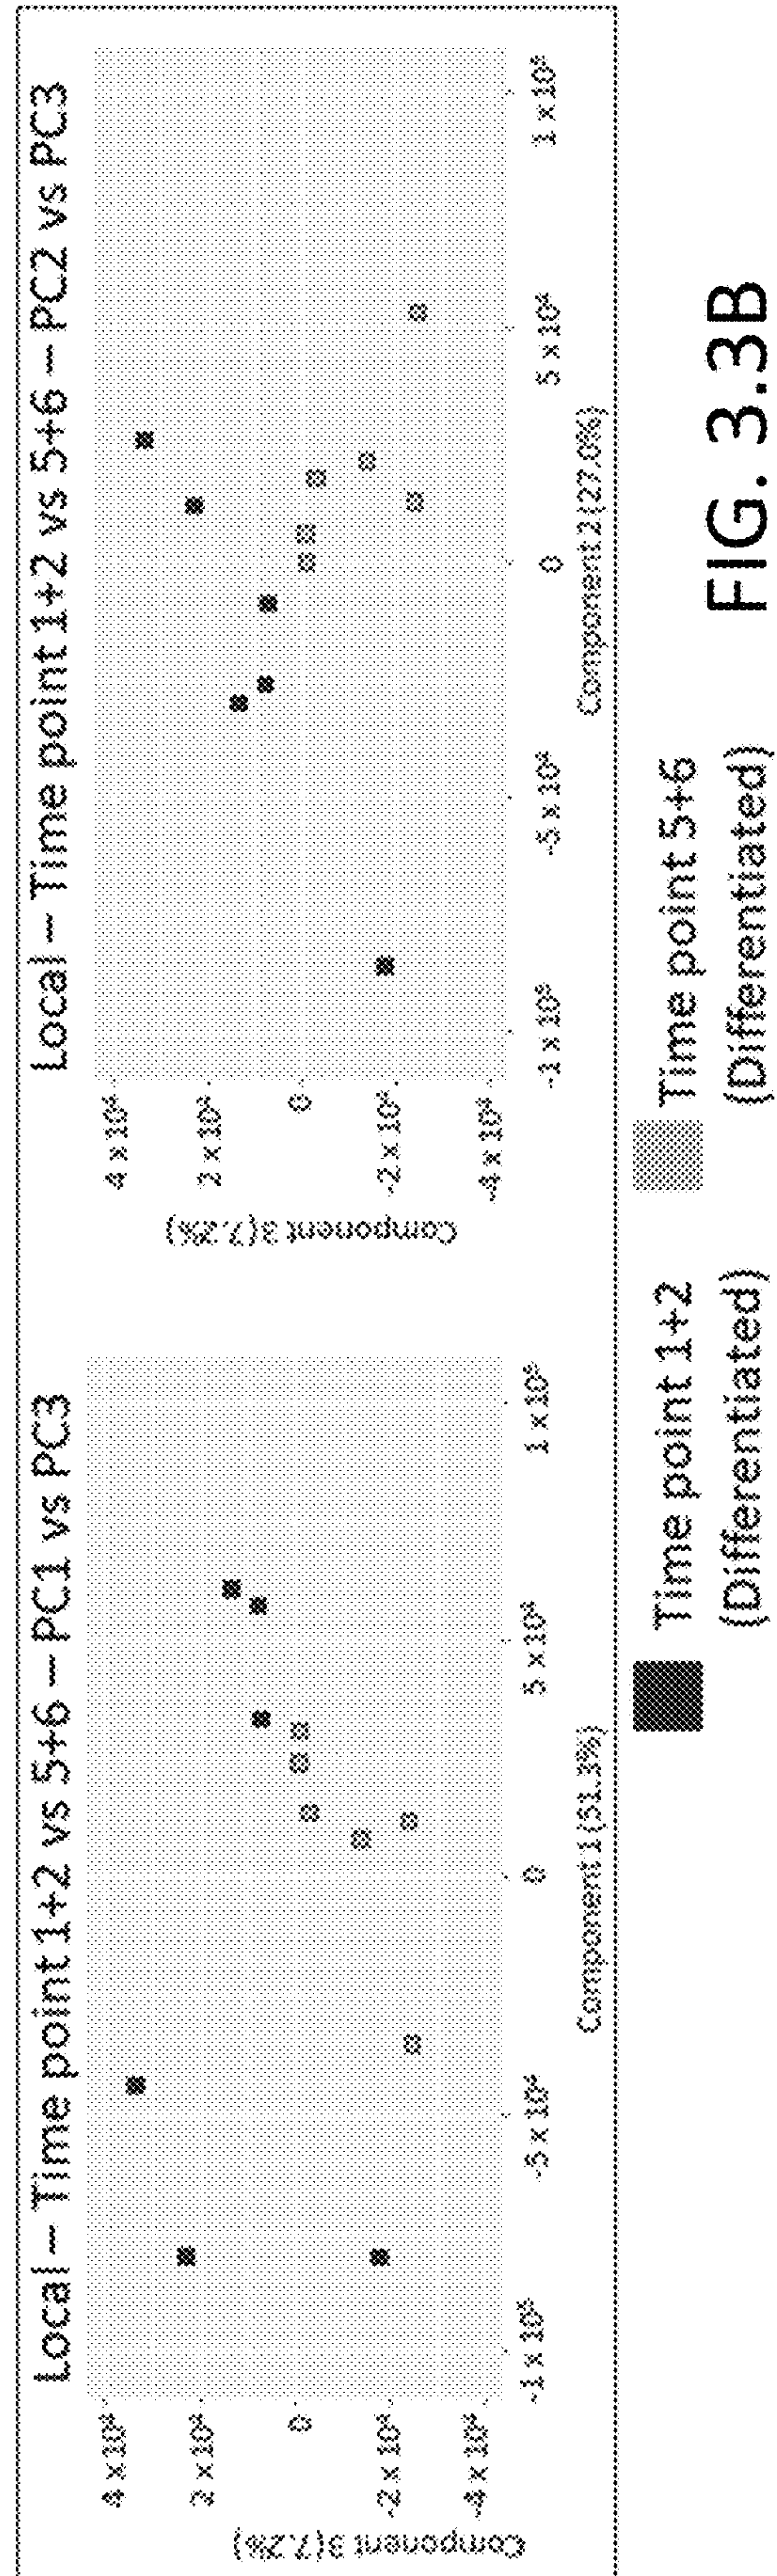 Local – Time point 1+2 vs 5+6 – PC1 vs PC3
Component 3 (7.2%)
4 x 10⁴
2 x 10⁴
0
-2 x 10⁴
-4 x 10⁴
-1 x 10⁵
-5 x 10⁴
0
5 x 10⁴
1 x 10⁵
Component 1 (51.3%)
Local – Time point 1+2 vs 5+6 – PC2 vs PC3
Component 3 (7.2%)
4 x 10⁴
2 x 10⁴
0
-2 x 10⁴
-4 x 10⁴
-1 x 10⁵
-5 x 10⁴
0
5 x 10⁴
1 x 10⁵
Component 2 (27.0%)
Time point 1+2
(Differentiated)
Time point 5+6
(Differentiated)
FIG. 3.3B